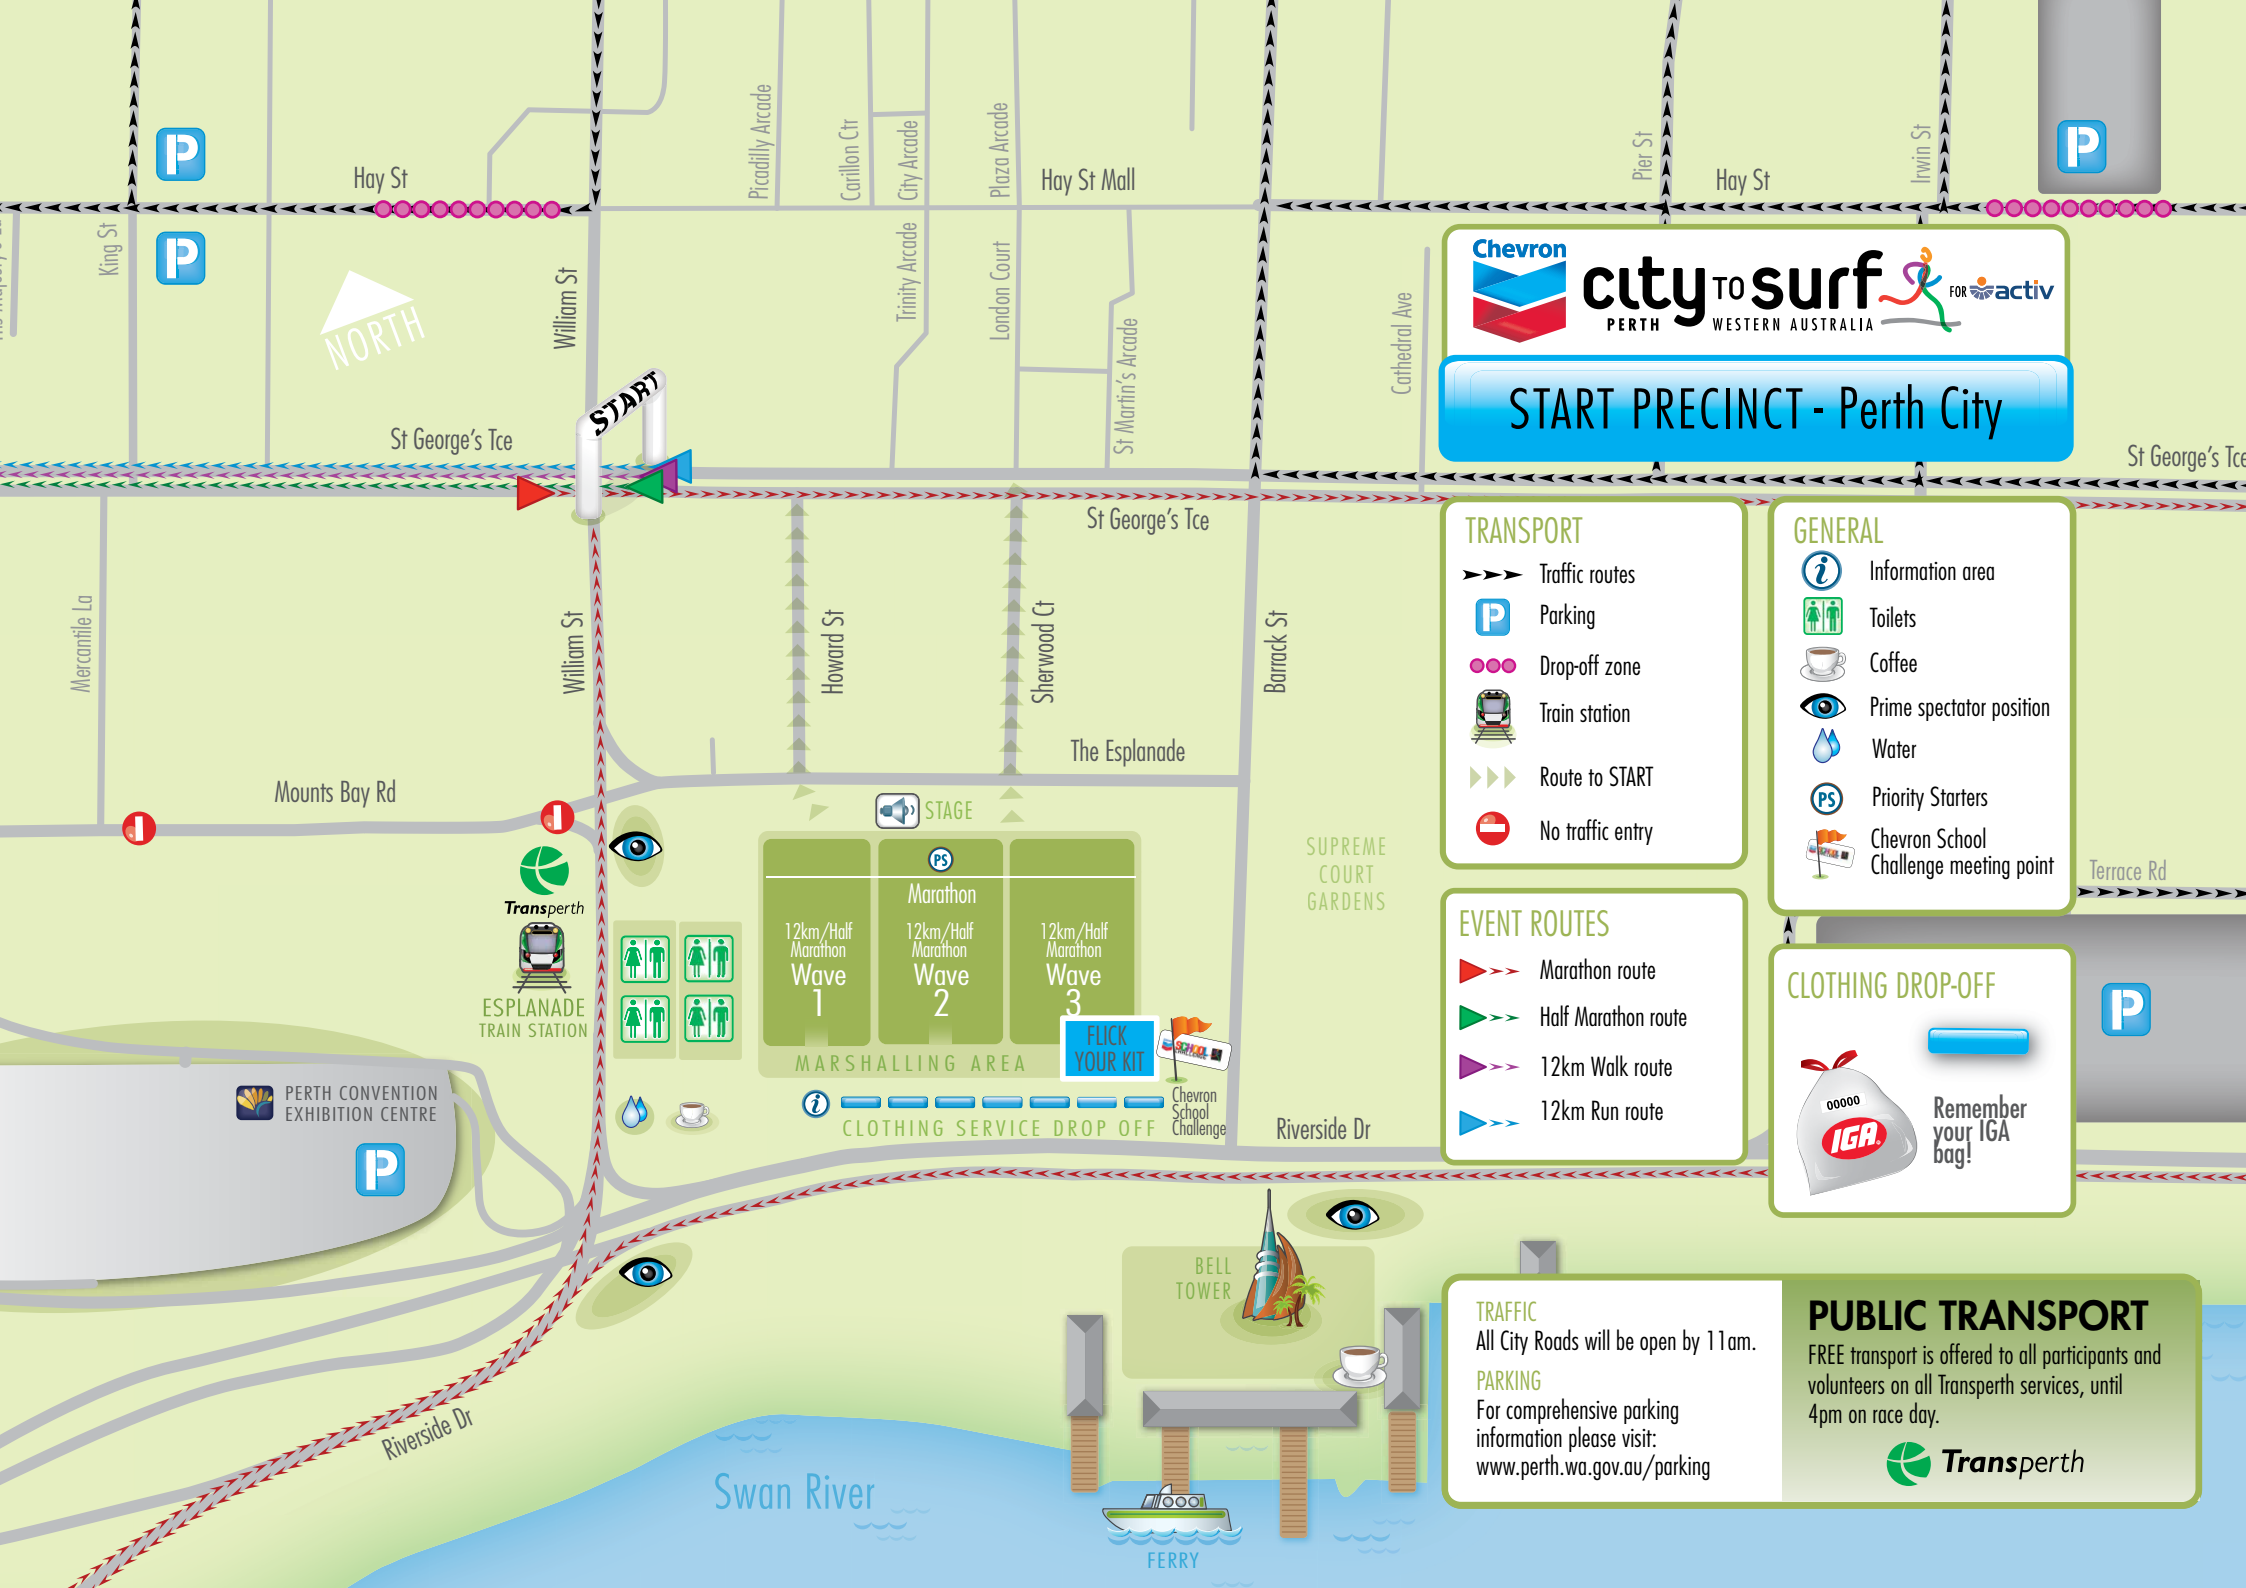 Picadilly Arcade
Carillon Ctr
City Arcade
Plaza Arcade
Hay St
Hay St Mall
Pier St
Hay St
Irwin St
P
P
P
King St
William St
Trinity Arcade
London Court
St Martin's Arcade
Cathedral Ave
NORTH
Chevron
city to surf
PERTH
WESTERN AUSTRALIA
FOR activ
START PRECINCT - Perth City
START
St George's Tce
St George's Tce
St George's Tce
Mercantile La
William St
Howard St
Sherwood Ct
Barrack St
The Esplanade
Mounts Bay Rd
TRANSPORT
Traffic routes
P
Parking
Drop-off zone
Train station
Route to START
No traffic entry
GENERAL
i
Information area
Toilets
Coffee
Prime spectator position
Water
PS
Priority Starters
Chevron School
Challenge meeting point
Terrace Rd
EVENT ROUTES
Marathon route
Half Marathon route
12km Walk route
12km Run route
CLOTHING DROP-OFF
00000
IGA
Remember
your IGA
bag!
P
STAGE
PS
Marathon
12km/Half
Marathon
Wave
1
12km/Half
Marathon
Wave
2
12km/Half
Marathon
Wave
3
FLICK
YOUR KIT
SCHOOL
CHALLENGE
MARSHALLING AREA
i
CLOTHING SERVICE DROP OFF
Chevron
School
Challenge
SUPREME
COURT
GARDENS
Transperth
ESPLANADE
TRAIN STATION
PERTH CONVENTION
EXHIBITION CENTRE
P
Riverside Dr
Riverside Dr
BELL
TOWER
Swan River
FERRY
TRAFFIC
All City Roads will be open by 11am.
PARKING
For comprehensive parking
information please visit:
www.perth.wa.gov.au/parking
PUBLIC TRANSPORT
FREE transport is offered to all participants and
volunteers on all Transperth services, until
4pm on race day.
Transperth